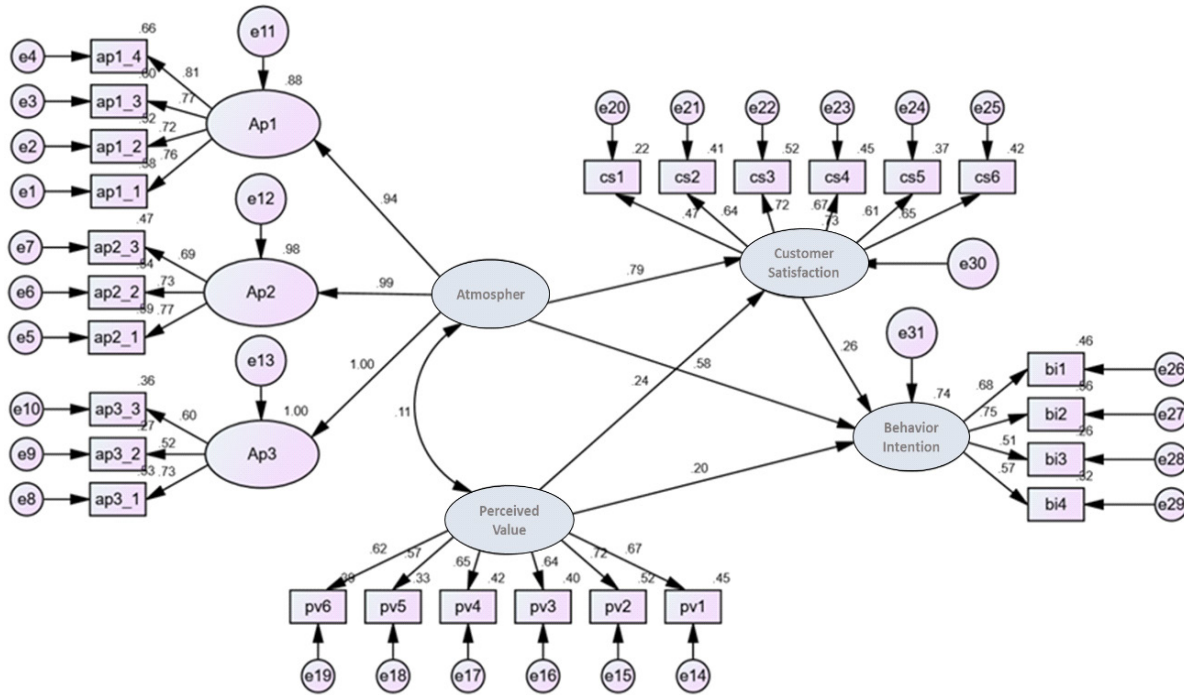 e11
.66
e4
ap1_4
.81
.88
.60
e3
ap1_3
.77
Ap1
.52
e2
ap1_2
.72
.58
.76
e1
ap1_1
e20
e21
e22
e23
e24
e25
.22
.41
.52
.45
.37
.42
cs1
cs2
cs3
cs4
cs5
cs6
.47
.64
.72
.67
.61
.65
.73
.94
e12
.47
e7
ap2_3
.69
.98
.54
e6
ap2_2
.73
Ap2
.99
.59
.77
e5
ap2_1
Atmospher
.79
Customer
Satisfaction
e30
e13
.36
e10
ap3_3
.60
1.00
1.00
.27
e9
ap3_2
.52
Ap3
.53
.73
e8
ap3_1
.11
.24
.58
.26
e31
.74
.46
.68
bi1
e26
.56
.75
bi2
e27
Behavior
Intention
.26
.51
bi3
e28
.32
.57
bi4
e29
.20
Perceived
Value
.62
.57
.65
.64
.72
.67
.39
.33
.42
.40
.52
.45
pv6
pv5
pv4
pv3
pv2
pv1
e19
e18
e17
e16
e15
e14